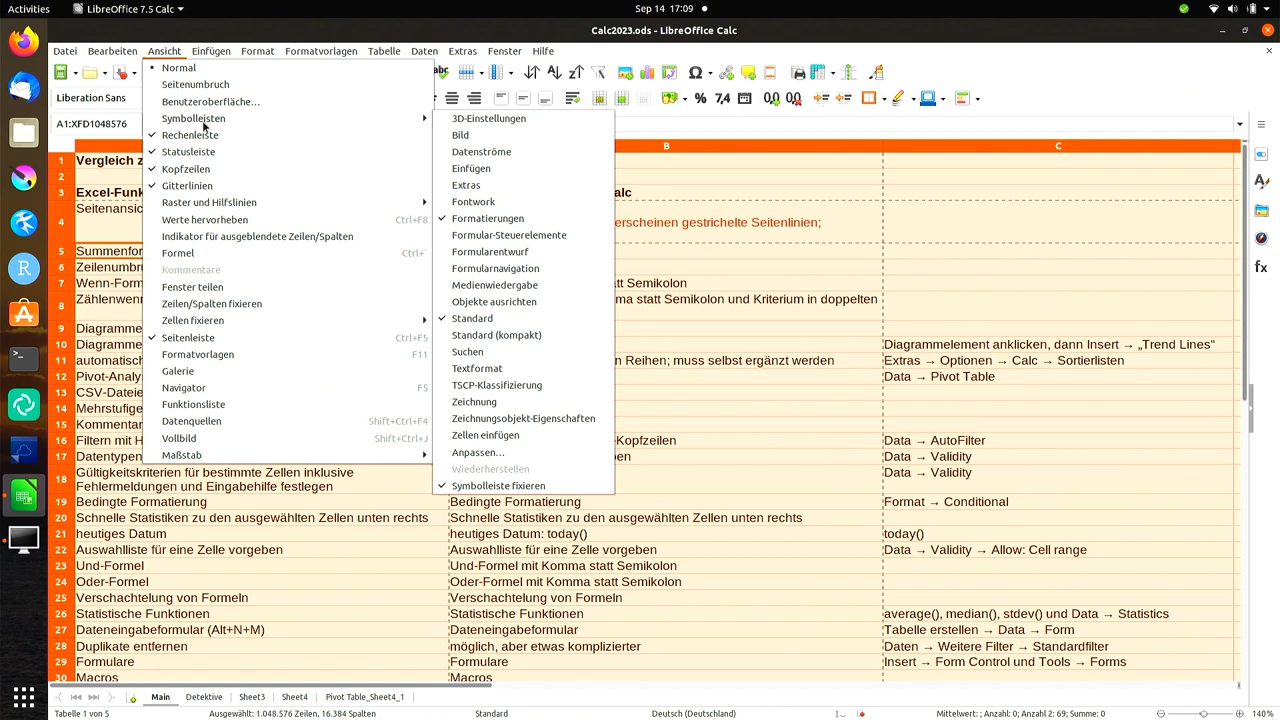 Activities
LibreOffice 7.5 Calc
Sep 14 17:09
Calc2023.ods - LibreOffice Calc
Datei Bearbeiten Ansicht Einfügen Format Formatvorlagen Tabelle Daten Extras Fenster Hilfe
Liberation Sans
A1:XFD1048576
Normal
Seitenumbruch
Benutzeroberfläche…
Symbolleisten
Rechenleiste
Statusleiste
Kopfzeilen
Gitterlinien
Raster und Hilfslinien
Werte hervorheben Ctrl+F8
Indikator für ausgeblendete Zeilen/Spalten
Formel Ctrl+`
Kommentare
Fenster teilen
Zeilen/Spalten fixieren
Zellen fixieren
Seitenleiste Ctrl+F5
Formatvorlagen F11
Galerie
Navigator F5
Funktionsliste
Datenquellen Shift+Ctrl+F4
Vollbild Shift+Ctrl+J
Maßstab
3D-Einstellungen
Bild
Datenströme
Einfügen
Extras
Fontwork
Formatierungen
Formular-Steuerelemente
Formularentwurf
Formularnavigation
Medienwiedergabe
Objekte ausrichten
Standard
Standard (kompakt)
Suchen
Textformat
TSCP-Klassifizierung
Zeichnung
Zeichnungsobjekt-Eigenschaften
Zellen einfügen
Anpassen…
Wiederherstellen
Symbolleiste fixieren
B C
1 Vergleich z
2
3 Excel-Funk lc
4 Seitenansic erscheinen gestrichelte Seitenlinien;
5 Summenfor
6 Zeilenumbru
7 Wenn-Form tt Semikolon
8 Zählenwenn ma statt Semikolon und Kriterium in doppelten
9 Diagramme
10 Diagramme Diagrammelement anklicken, dann Insert → „Trend Lines“
11 automatisch n Reihen; muss selbst ergänzt werden Extras → Optionen → Calc → Sortierlisten
12 Pivot-Analys Data → Pivot Table
13 CSV-Dateie
14 Mehrstufige
15 Kommentar
16 Filtern mit H Kopfzeilen Data → AutoFilter
17 Datentypen ben Data → Validity
18 Gültigkeitskriterien für bestimmte Zellen inklusive Data → Validity
Fehlermeldungen und Eingabehilfe festlegen
19 Bedingte Formatierung Bedingte Formatierung Format → Conditional
20 Schnelle Statistiken zu den ausgewählten Zellen unten rechts Schnelle Statistiken zu den ausgewählten Zellen unten rechts
21 heutiges Datum heutiges Datum: today() today()
22 Auswahlliste für eine Zelle vorgeben Auswahlliste für eine Zelle vorgeben Data → Validity → Allow: Cell range
23 Und-Formel Und-Formel mit Komma statt Semikolon
24 Oder-Formel Oder-Formel mit Komma statt Semikolon
25 Verschachtelung von Formeln Verschachtelung von Formeln
26 Statistische Funktionen Statistische Funktionen average(), median(), stdev() und Data → Statistics
27 Dateneingabeformular (Alt+N+M) Dateneingabeformular Tabelle erstellen → Data → Form
28 Duplikate entfernen möglich, aber etwas komplizierter Daten → Weitere Filter → Standardfilter
29 Formulare Formulare Insert → Form Control und Tools → Forms
30 Macros Macros
Main Detektive Sheet3 Sheet4 Pivot Table_Sheet4_1
Tabelle 1 von 5 Ausgewählt: 1.048.576 Zeilen, 16.384 Spalten Standard Deutsch (Deutschland) Mittelwert: ; Anzahl: 0; Anzahl2: 69; Summe: 0 140%